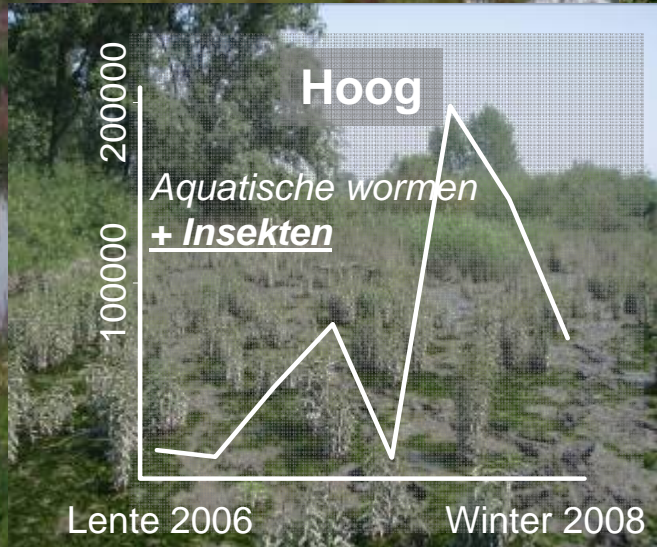 Hoog
200000
Aquatische wormen
+ Insekten
100000
Lente 2006
Winter 2008